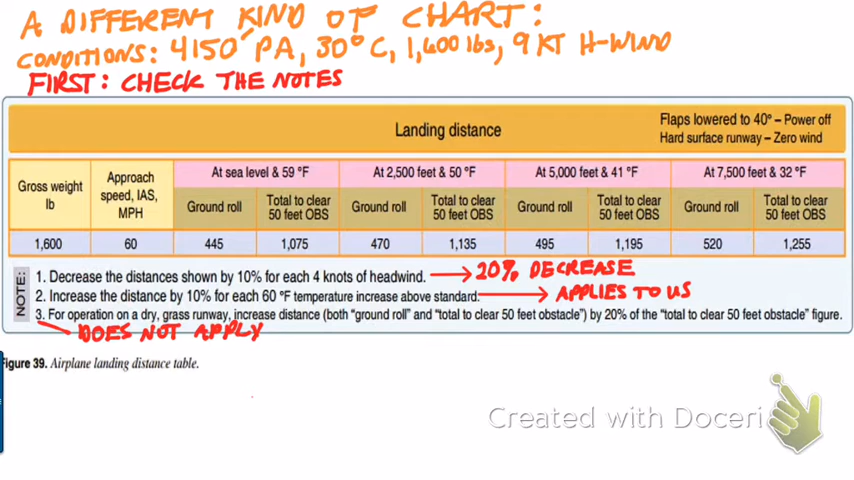 A DIFFERENT KIND OF CHART:
CONDITIONS: 4150' PA, 30° C, 1,600 lbs, 9 KT H-WIND
FIRST: CHECK THE NOTES
Landing distance
Flaps lowered to 40° – Power off
Hard surface runway – Zero wind
Gross weight lb Approach speed, IAS, MPH At sea level & 59 °F At 2,500 feet & 50 °F At 5,000 feet & 41 °F At 7,500 feet & 32 °F
Ground roll Total to clear 50 feet OBS Ground roll Total to clear 50 feet OBS Ground roll Total to clear 50 feet OBS Ground roll Total to clear 50 feet OBS
1,600 60 445 1,075 470 1,135 495 1,195 520 1,255
NOTE:
1. Decrease the distances shown by 10% for each 4 knots of headwind. → 20% DECREASE
2. Increase the distance by 10% for each 60 °F temperature increase above standard. → APPLIES TO US
3. For operation on a dry, grass runway, increase distance (both “ground roll” and “total to clear 50 feet obstacle”) by 20% of the “total to clear 50 feet obstacle” figure.
DOES NOT APPLY
Figure 39. Airplane landing distance table.
Created with Doceri